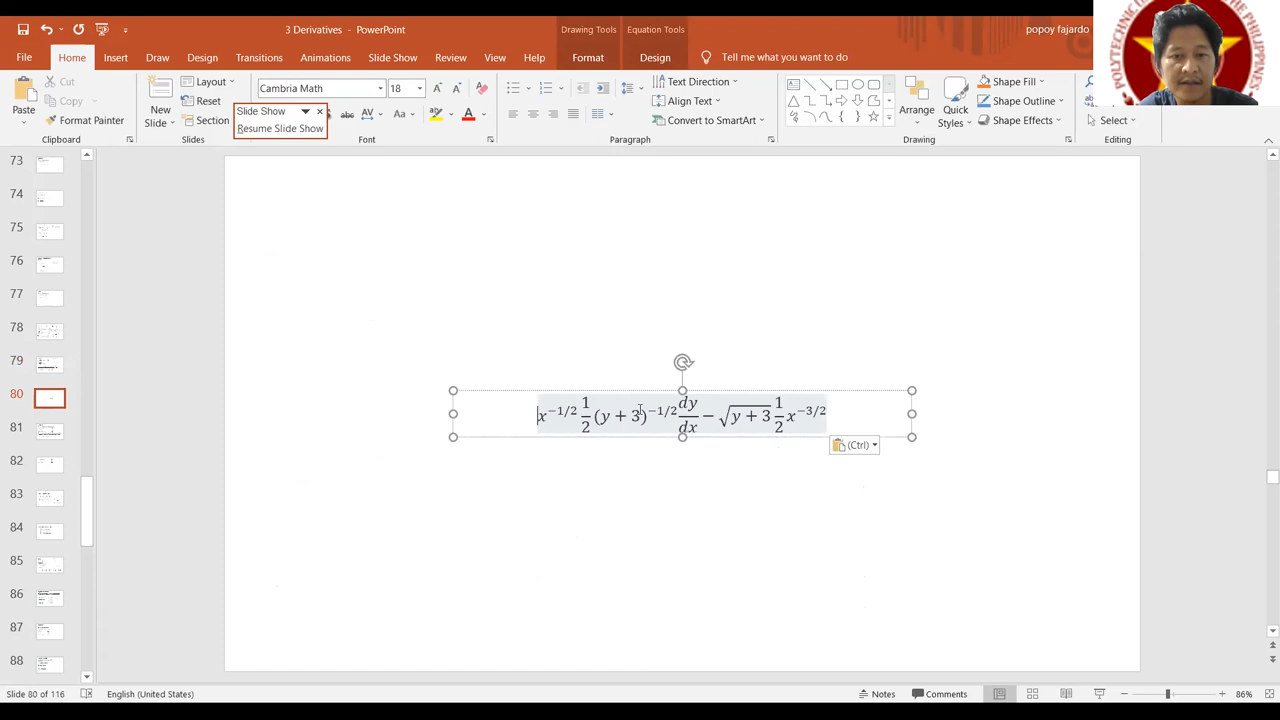 3 Derivatives - PowerPoint
Drawing Tools
Equation Tools
popoy fajardo
POLYTECHNIC
PHILIPPINES
File
Home
Insert
Draw
Design
Transitions
Animations
Slide Show
Review
View
Help
Format
Design
Tell me what you want to do
Paste
Cut
Copy
Format Painter
Clipboard
New
Slide
Layout
Reset
Section
Slides
Slide Show
Resume Slide Show
Cambria Math
18
A
A
abc
AV
Aa
A
Font
Text Direction
Align Text
Convert to SmartArt
Paragraph
Arrange
Quick
Styles
Shape Fill
Shape Outline
Shape Effects
Drawing
Select
Editing
73
74
75
76
77
78
79
80
81
82
83
84
85
86
87
88
x^{-1/2} \frac{1}{2} (y + 3)^{-1/2} \frac{dy}{dx} − \sqrt{y + 3} \frac{1}{2} x^{-3/2}
(Ctrl)
Slide 80 of 116
English (United States)
Notes
Comments
86%